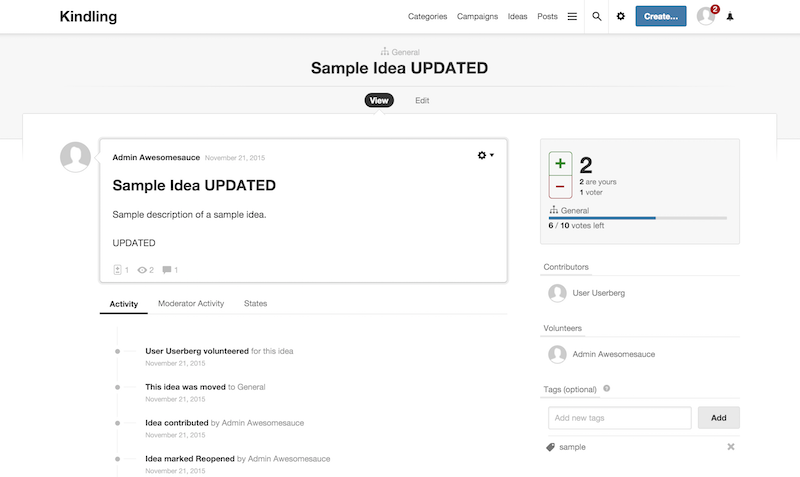 Kindling
Categories Campaigns Ideas Posts
Create...
2
General
Sample Idea UPDATED
View Edit
Admin Awesomesauce November 21, 2015
Sample Idea UPDATED
Sample description of a sample idea.
UPDATED
1 2 1
Activity Moderator Activity States
User Userberg volunteered for this idea
November 21, 2015
This idea was moved to General
November 21, 2015
Idea contributed by Admin Awesomesauce
November 21, 2015
Idea marked Reopened by Admin Awesomesauce
November 21, 2015
+
−
2
2 are yours
1 voter
General
6 / 10 votes left
Contributors
User Userberg
Volunteers
Admin Awesomesauce
Tags (optional) ?
Add new tags Add
sample